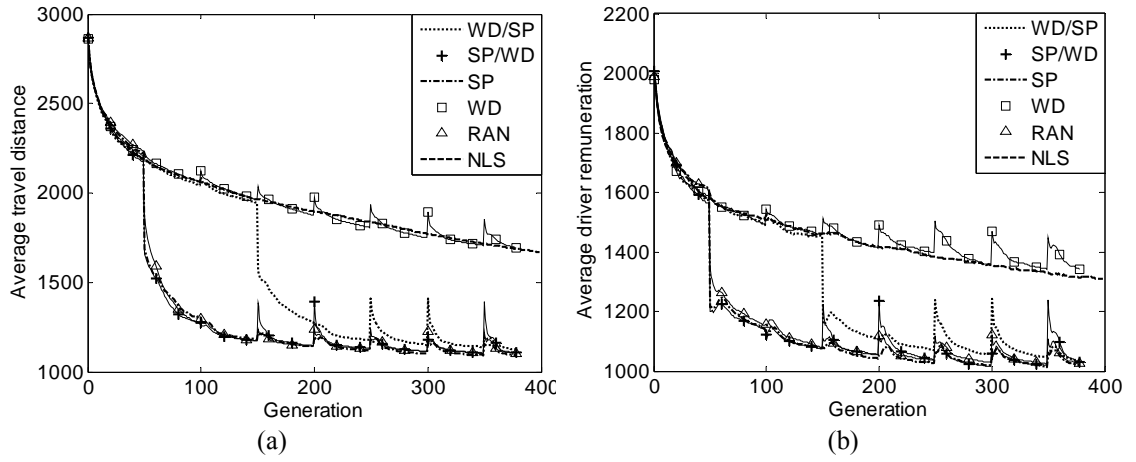 Average travel distance
3000
2500
2000
1500
1000
0
100
200
300
400
Generation
WD/SP
SP/WD
SP
WD
RAN
NLS
(a)
Average driver remuneration
2200
2000
1800
1600
1400
1200
1000
0
100
200
300
400
Generation
WD/SP
SP/WD
SP
WD
RAN
NLS
(b)